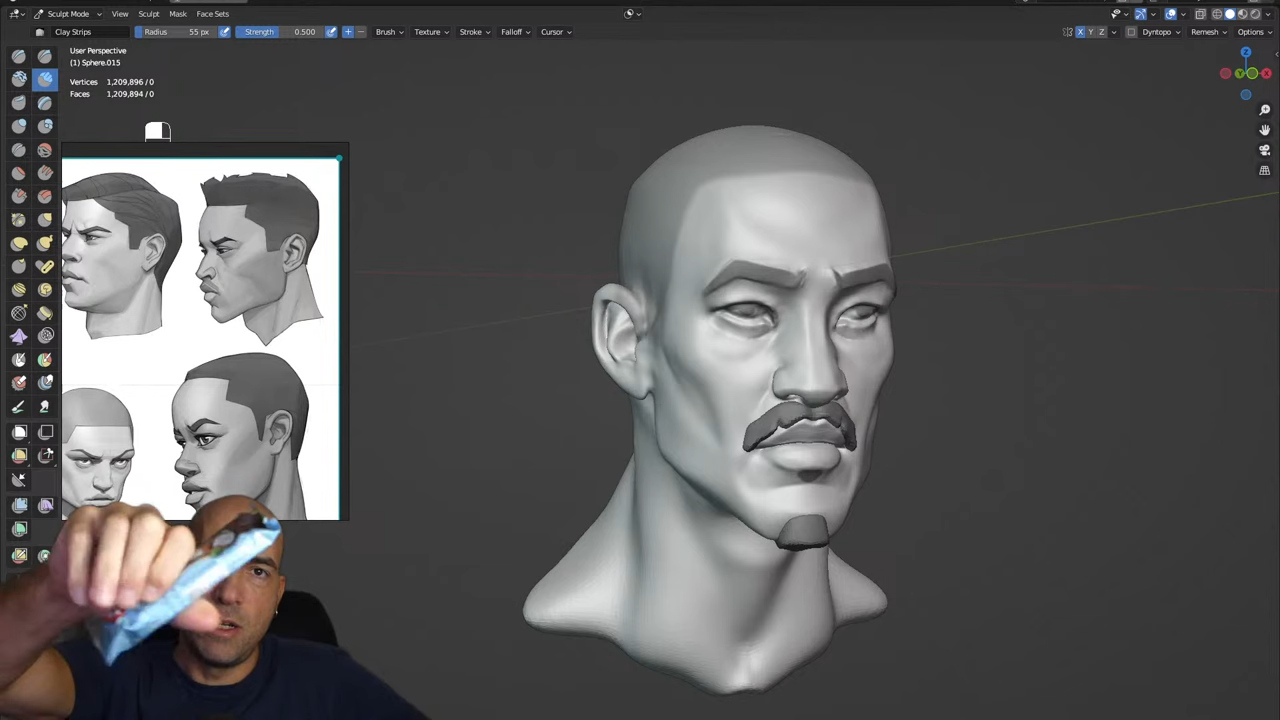 Sculpt Mode View Sculpt Mask Face Sets
Clay Strips Radius 55 px Strength 0.500 Brush Texture Stroke Falloff Cursor X Y Z Dyntopo Remesh Options
User Perspective
(1) Sphere.015
Vertices 1,209,896 / 0
Faces 1,209,894 / 0
Z
Y X